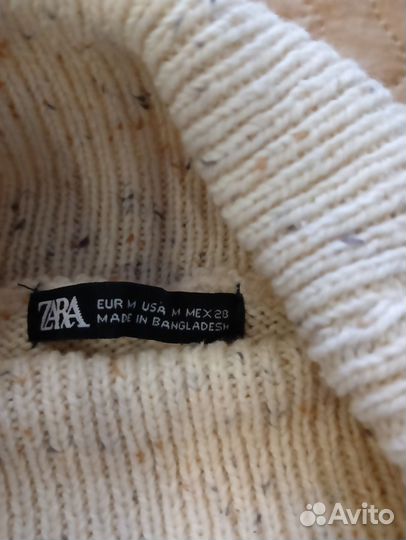 ZARA
EUR M USA M MEX 28
MADE IN BANGLADESH
Avito